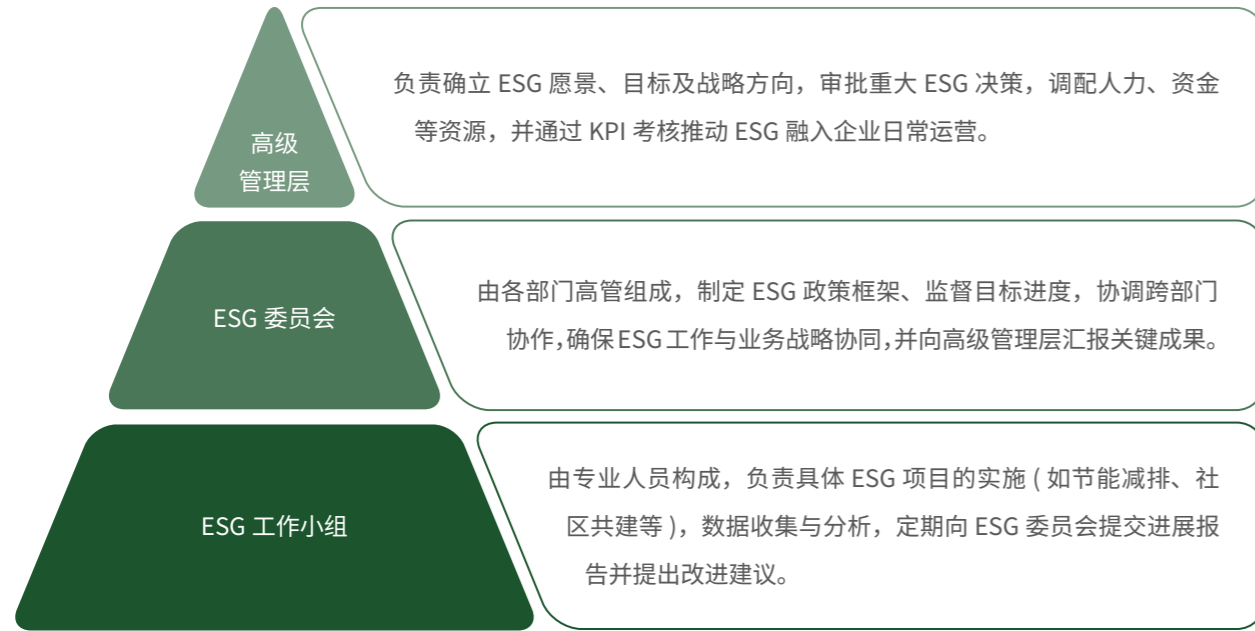 高级
管理层
负责确立 ESG 愿景、目标及战略方向，审批重大 ESG 决策，调配人力、资金
等资源，并通过 KPI 考核推动 ESG 融入企业日常运营。
ESG 委员会
由各部门高管组成，制定 ESG 政策框架、监督目标进度，协调跨部门
协作，确保 ESG 工作与业务战略协同，并向高级管理层汇报关键成果。
ESG 工作小组
由专业人员构成，负责具体 ESG 项目的实施 ( 如节能减排、社
区共建等 )，数据收集与分析，定期向 ESG 委员会提交进展报
告并提出改进建议。